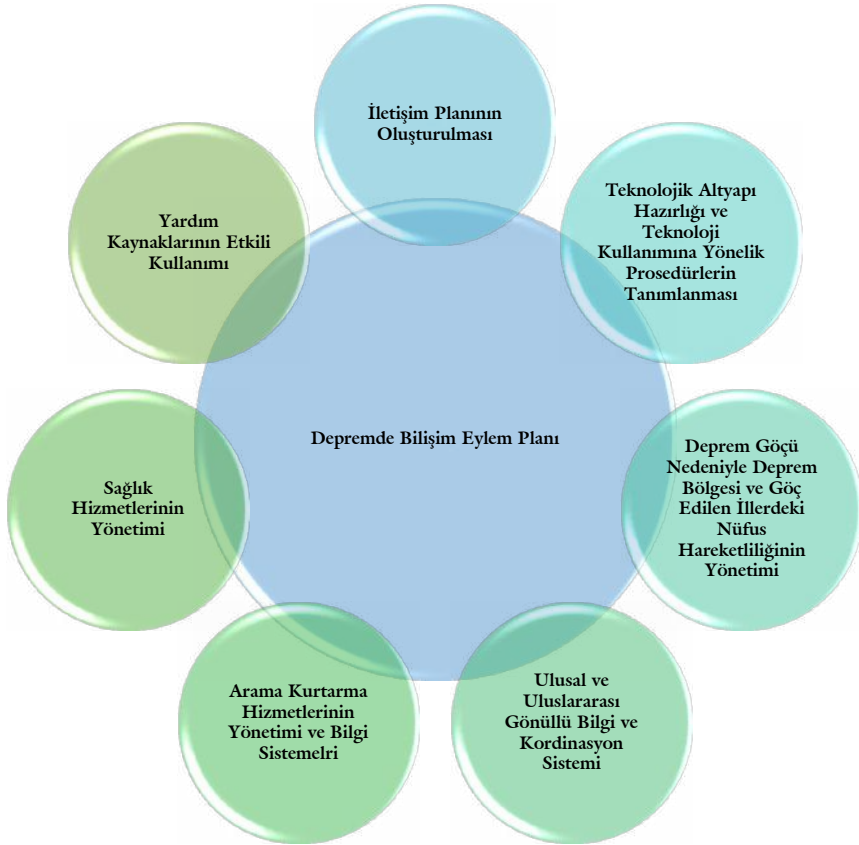 İletişim Planının
Oluşturulması
Teknolojik Altyapı
Hazırlığı ve
Teknoloji
Kullanımına Yönelik
Prosedürlerin
Tanımlanması
Deprem Göçü
Nedeniyle Deprem
Bölgesi ve Göç
Edilen İllerdeki
Nüfus
Hareketliliğinin
Yönetimi
Ulusal ve
Uluslararası
Gönüllü Bilgi ve
Kordinasyon
Sistemi
Arama Kurtarma
Hizmetlerinin
Yönetimi ve Bilgi
Sistemelri
Sağlık
Hizmetlerinin
Yönetimi
Yardım
Kaynaklarının Etkili
Kullanımı
Depremde Bilişim Eylem Planı